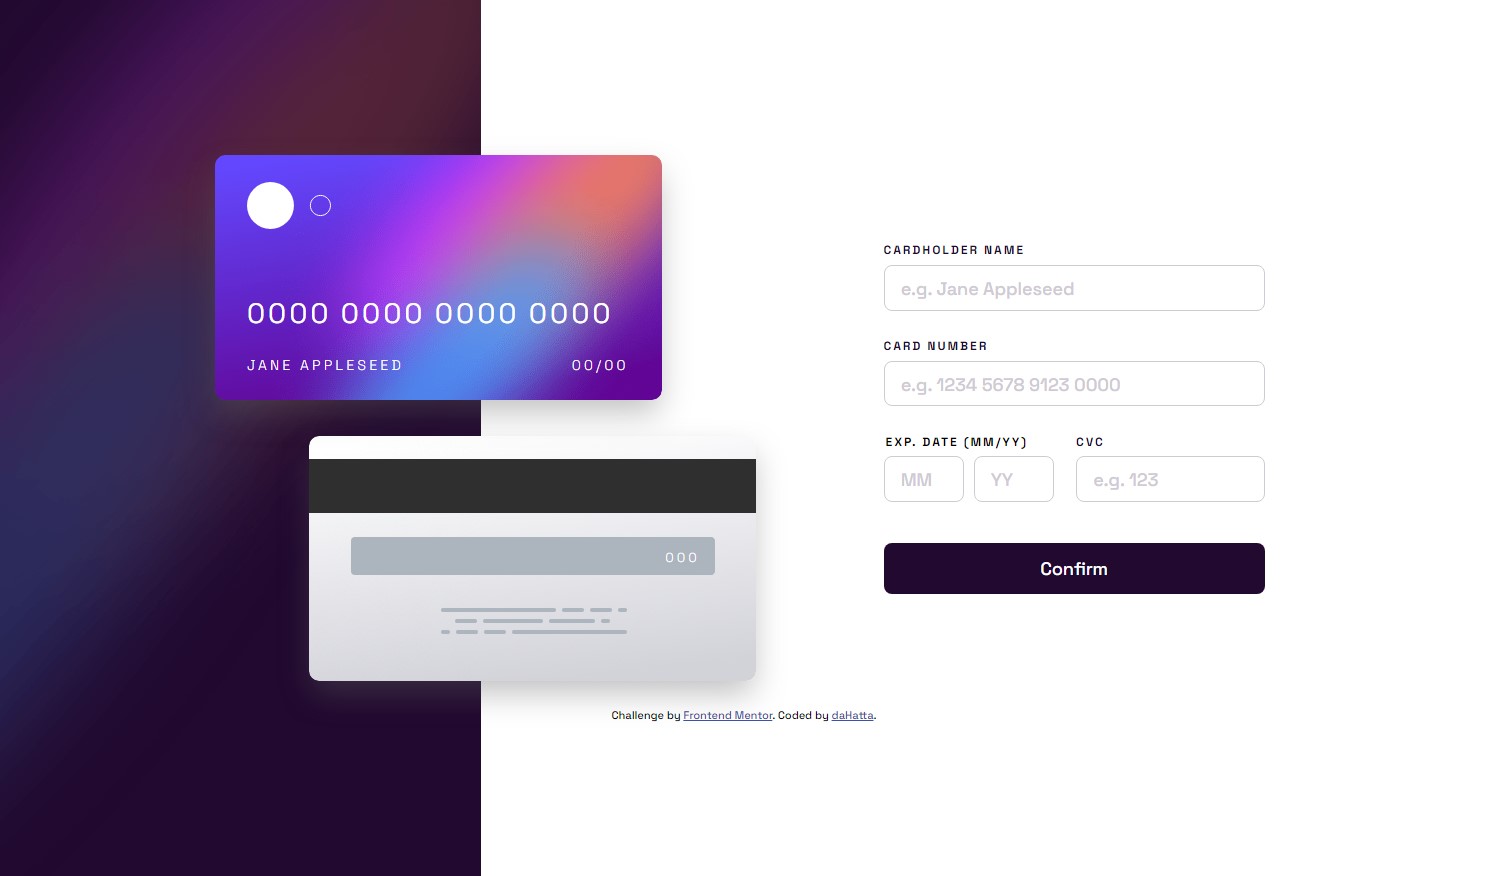 0000 0000 0000 0000
JANE APPLESEED 00/00
000
CARDHOLDER NAME
e.g. Jane Appleseed
CARD NUMBER
e.g. 1234 5678 9123 0000
EXP. DATE (MM/YY) CVC
MM YY e.g. 123
Confirm
Challenge by Frontend Mentor. Coded by daHatta.